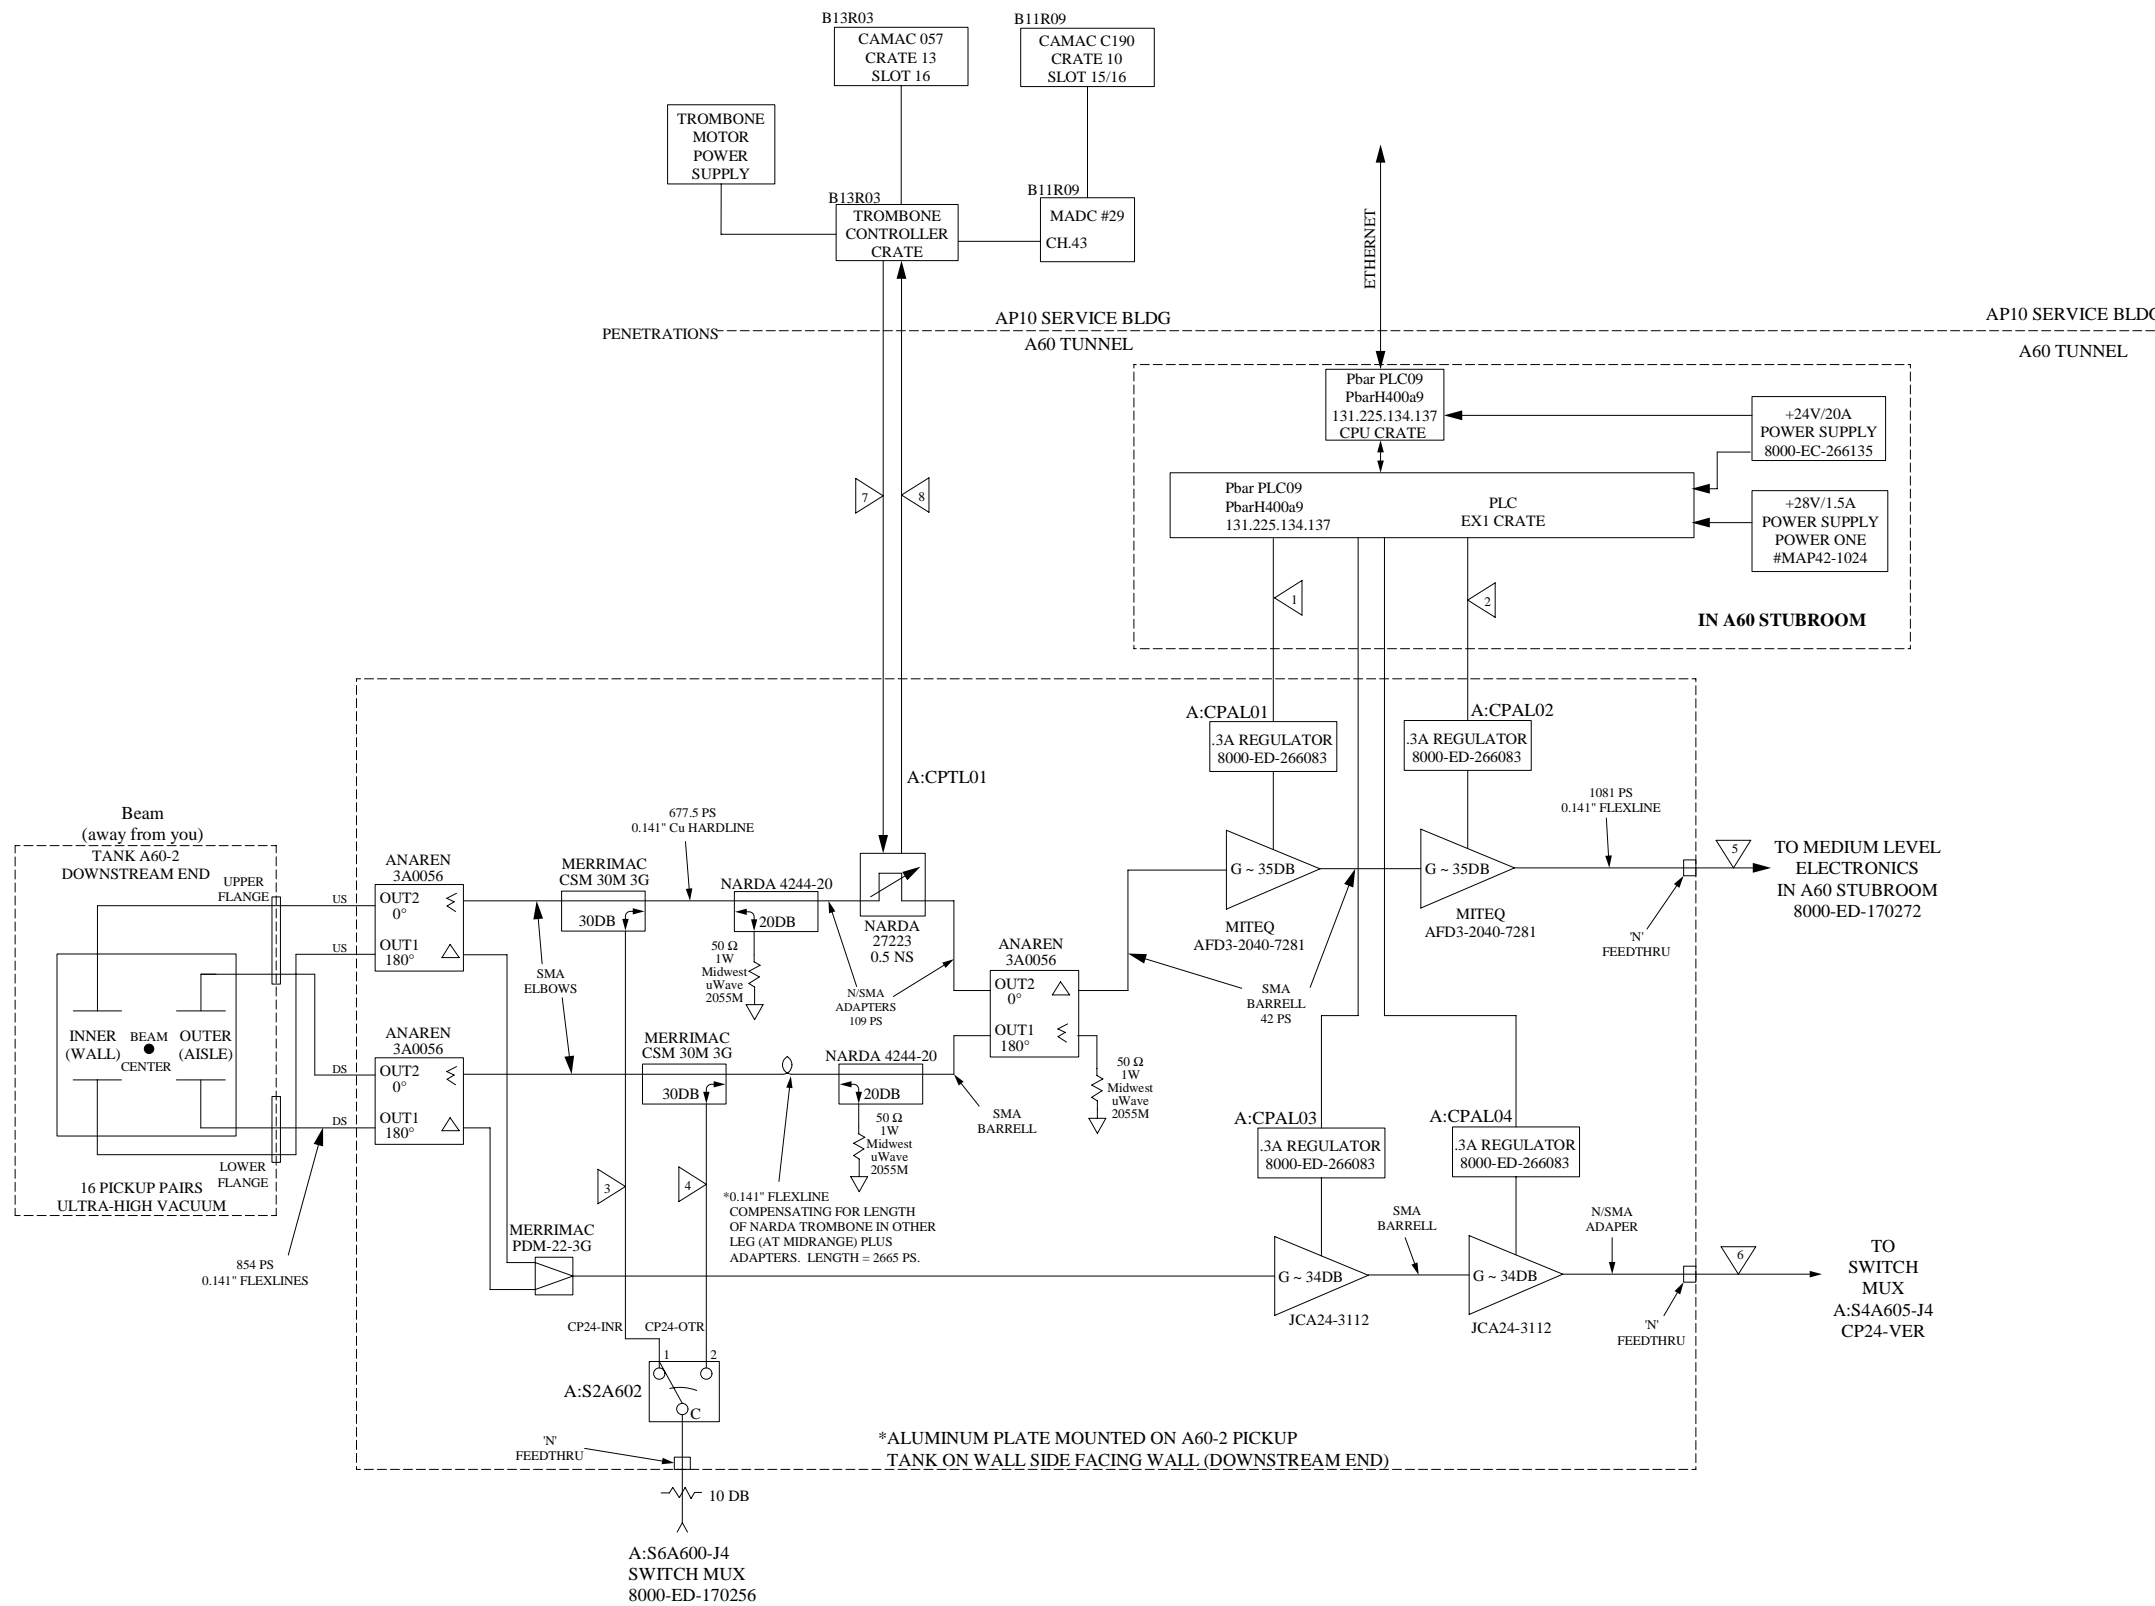 B13R03
CAMAC 057
CRATE 13
SLOT 16
B11R09
CAMAC C190
CRATE 10
SLOT 15/16
TROMBONE
MOTOR
POWER
SUPPLY
B13R03
TROMBONE
CONTROLLER
CRATE
B11R09
MADC #29
CH.43
ETHERNET
PENETRATIONS
AP10 SERVICE BLDG
A60 TUNNEL
AP10 SERVICE BLDG
A60 TUNNEL
Pbar PLC09
PbarH400a9
131.225.134.137
CPU CRATE
+24V/20A
POWER SUPPLY
8000-EC-266135
Pbar PLC09
PbarH400a9
131.225.134.137
PLC
EX1 CRATE
+28V/1.5A
POWER SUPPLY
POWER ONE
#MAP42-1024
7
8
1
2
IN A60 STUBROOM
A:CPAL01
.3A REGULATOR
8000-ED-266083
A:CPAL02
.3A REGULATOR
8000-ED-266083
A:CPTL01
Beam
(away from you)
TANK A60-2
DOWNSTREAM END
UPPER
FLANGE
US
US
DS
DS
INNER
(WALL)
BEAM
CENTER
OUTER
(AISLE)
LOWER
FLANGE
16 PICKUP PAIRS
ULTRA-HIGH VACUUM
854 PS
0.141" FLEXLINES
ANAREN
3A0056
OUT2
0°
OUT1
180°
ANAREN
3A0056
OUT2
0°
OUT1
180°
677.5 PS
0.141" Cu HARDLINE
MERRIMAC
CSM 30M 3G
30DB
NARDA 4244-20
20DB
50 Ω
1W
Midwest
uWave
2055M
SMA
ELBOWS
NARDA
27223
0.5 NS
N/SMA
ADAPTERS
109 PS
MERRIMAC
CSM 30M 3G
30DB
NARDA 4244-20
20DB
50 Ω
1W
Midwest
uWave
2055M
SMA
BARRELL
ANAREN
3A0056
OUT2
0°
OUT1
180°
50 Ω
1W
Midwest
uWave
2055M
G ~ 35DB
MITEQ
AFD3-2040-7281
SMA
BARRELL
42 PS
G ~ 35DB
MITEQ
AFD3-2040-7281
1081 PS
0.141" FLEXLINE
5
'N'
FEEDTHRU
TO MEDIUM LEVEL
ELECTRONICS
IN A60 STUBROOM
8000-ED-170272
3
4
*0.141" FLEXLINE
COMPENSATING FOR LENGTH
OF NARDA TROMBONE IN OTHER
LEG (AT MIDRANGE) PLUS
ADAPTERS. LENGTH = 2665 PS.
A:CPAL03
.3A REGULATOR
8000-ED-266083
A:CPAL04
.3A REGULATOR
8000-ED-266083
MERRIMAC
PDM-22-3G
G ~ 34DB
JCA24-3112
SMA
BARRELL
G ~ 34DB
JCA24-3112
N/SMA
ADAPER
6
'N'
FEEDTHRU
TO
SWITCH
MUX
A:S4A605-J4
CP24-VER
CP24-INR
CP24-OTR
1
2
A:S2A602
C
'N'
FEEDTHRU
*ALUMINUM PLATE MOUNTED ON A60-2 PICKUP
TANK ON WALL SIDE FACING WALL (DOWNSTREAM END)
10 DB
A:S6A600-J4
SWITCH MUX
8000-ED-170256